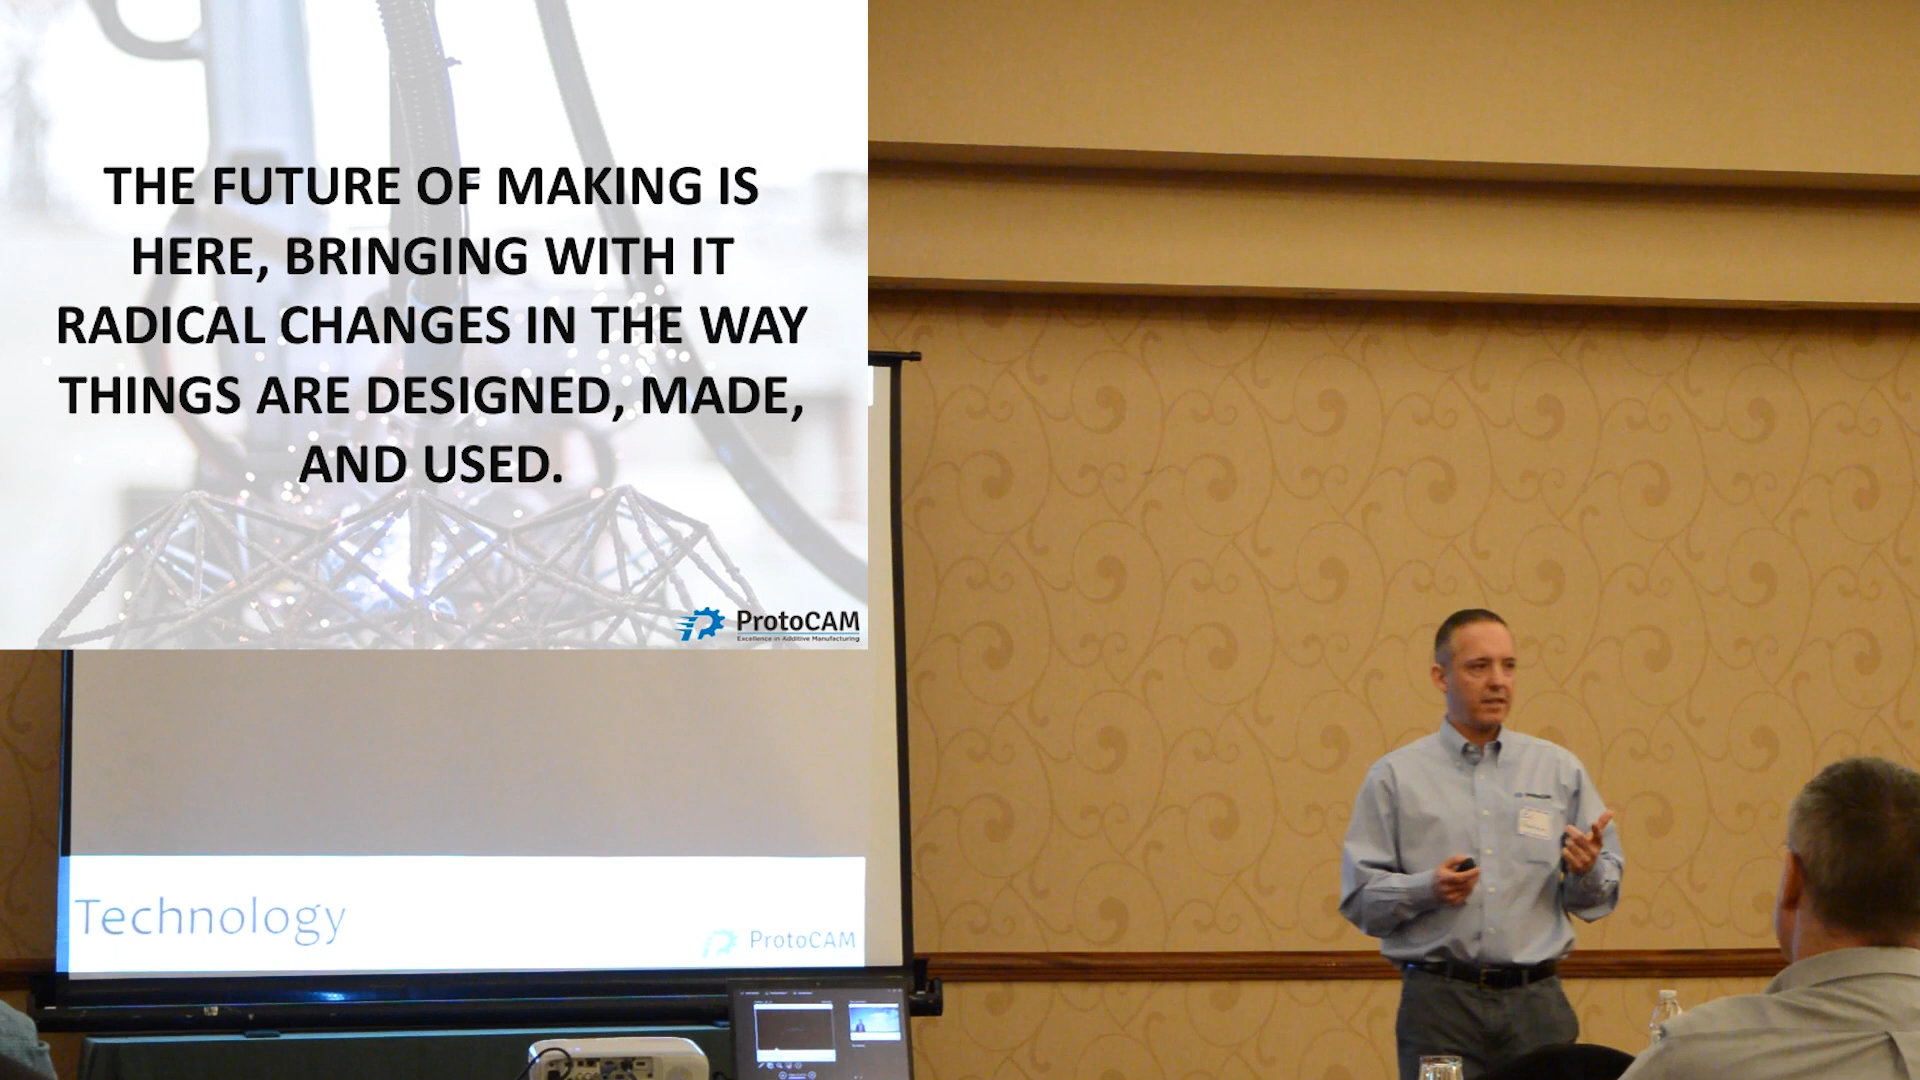 THE FUTURE OF MAKING IS
HERE, BRINGING WITH IT
RADICAL CHANGES IN THE WAY
THINGS ARE DESIGNED, MADE,
AND USED.
ProtoCAM
Excellence in Additive Manufacturing
Technology
ProtoCAM